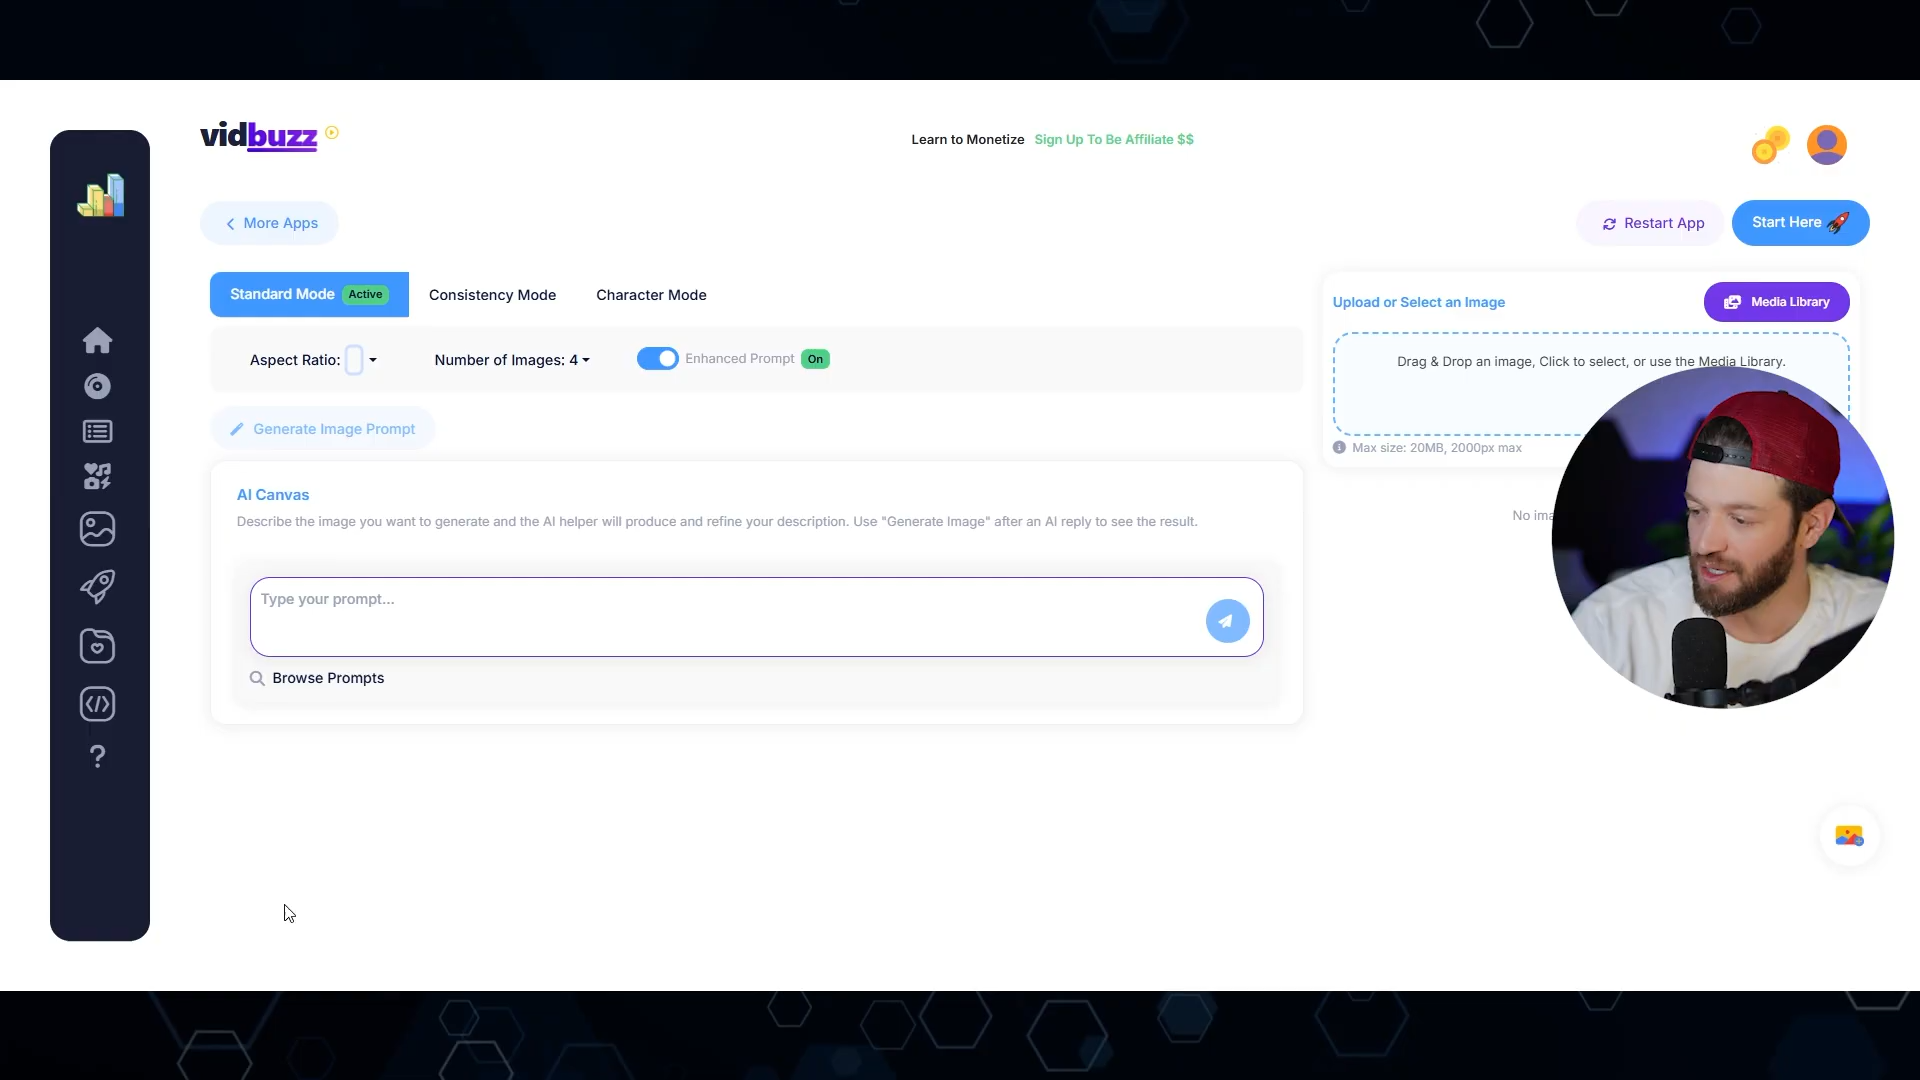 vidbuzz
Learn to Monetize Sign Up To Be Affiliate $$
More Apps
Restart App
Start Here
Standard Mode Active
Consistency Mode
Character Mode
Upload or Select an Image
Media Library
Aspect Ratio:
Number of Images: 4
Enhanced Prompt On
Drag & Drop an image, Click to select, or use the Media Library.
Generate Image Prompt
Max size: 20MB, 2000px max
AI Canvas
Describe the image you want to generate and the AI helper will produce and refine your description. Use "Generate Image" after an AI reply to see the result.
No
Type your prompt...
Browse Prompts